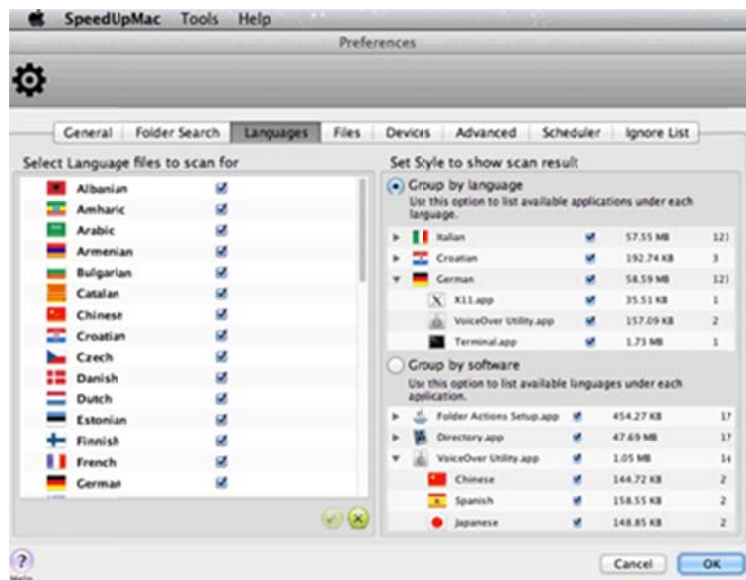 SpeedUpMac Tools Help
Preferences
General Folder Search Languages Files Devices Advanced Scheduler Ignore List
Select Language files to scan for
Albanian
Amharic
Arabic
Armenian
Bulgarian
Catalan
Chinese
Croatian
Czech
Danish
Dutch
Estonian
Finnish
French
German
Set Style to show scan result
Group by language
Use this option to list available applications under each
language.
Italian 57.55 MB 121
Croatian 192.74 KB 3
German 58.59 MB 121
X11.app 35.51 KB 1
VoiceOver Utility.app 157.09 KB 2
Terminal.app 1.73 MB 1
Group by software
Use this option to list available languages under each
application.
Folder Actions Setup.app 454.27 KB
Directory.app 47.69 MB
VoiceOver Utility.app 1.05 MB
Chinese 144.72 KB 2
Spanish 158.55 KB 2
Japanese 148.85 KB 2
? Help
Cancel OK